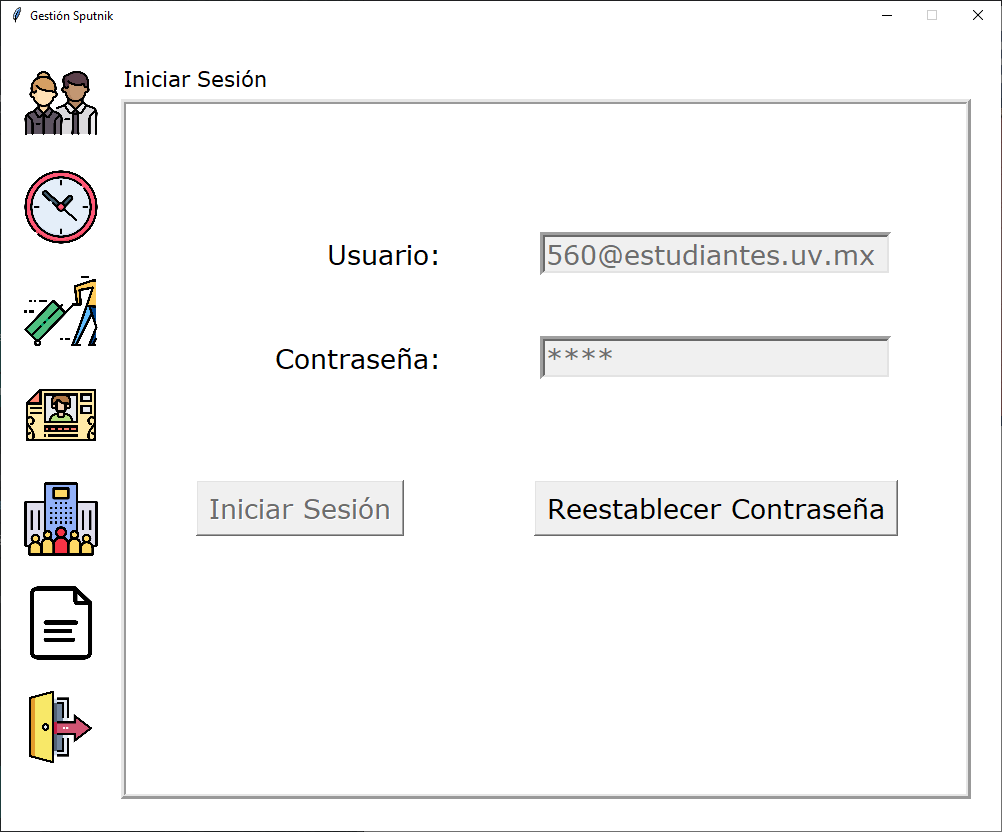 Gestión Sputnik
Iniciar Sesión
Usuario: 560@estudiantes.uv.mx
Contraseña: ****
Iniciar Sesión Reestablecer Contraseña